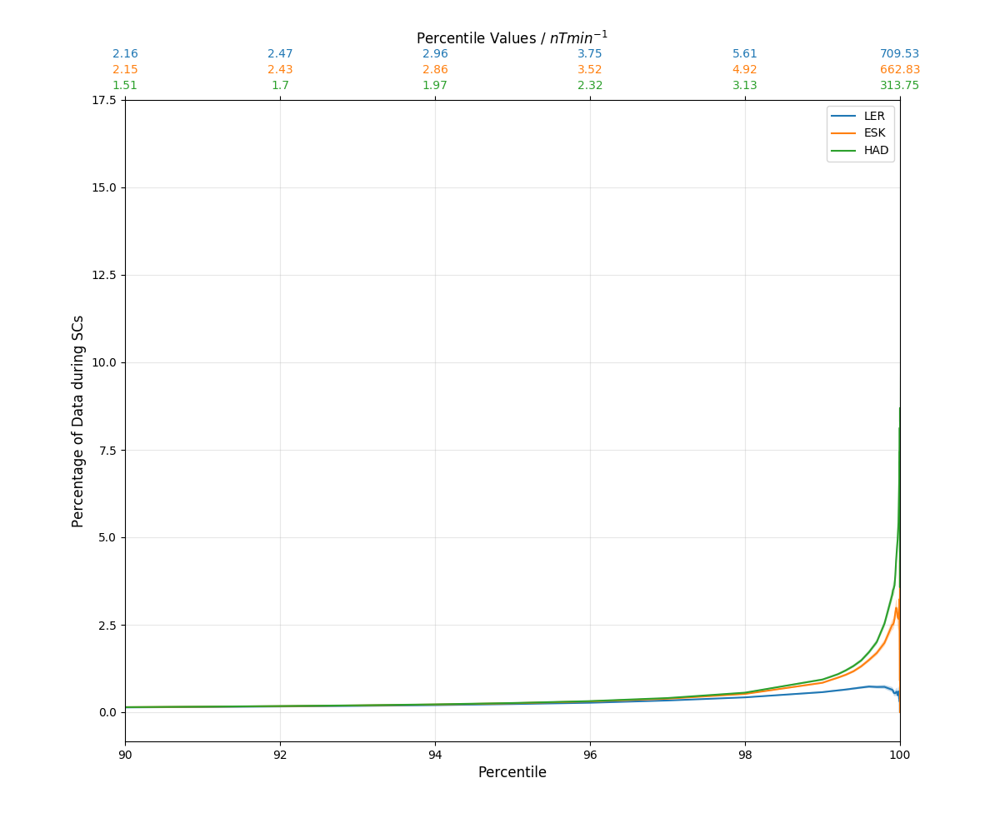 Percentile Values / nTmin⁻¹
2.16 2.47 2.96 3.75 5.61 709.53
2.15 2.43 2.86 3.52 4.92 662.83
1.51 1.7 1.97 2.32 3.13 313.75
17.5
LER
ESK
HAD
15.0
12.5
10.0
Percentage of Data during SCs
7.5
5.0
2.5
0.0
90 92 94 96 98 100
Percentile